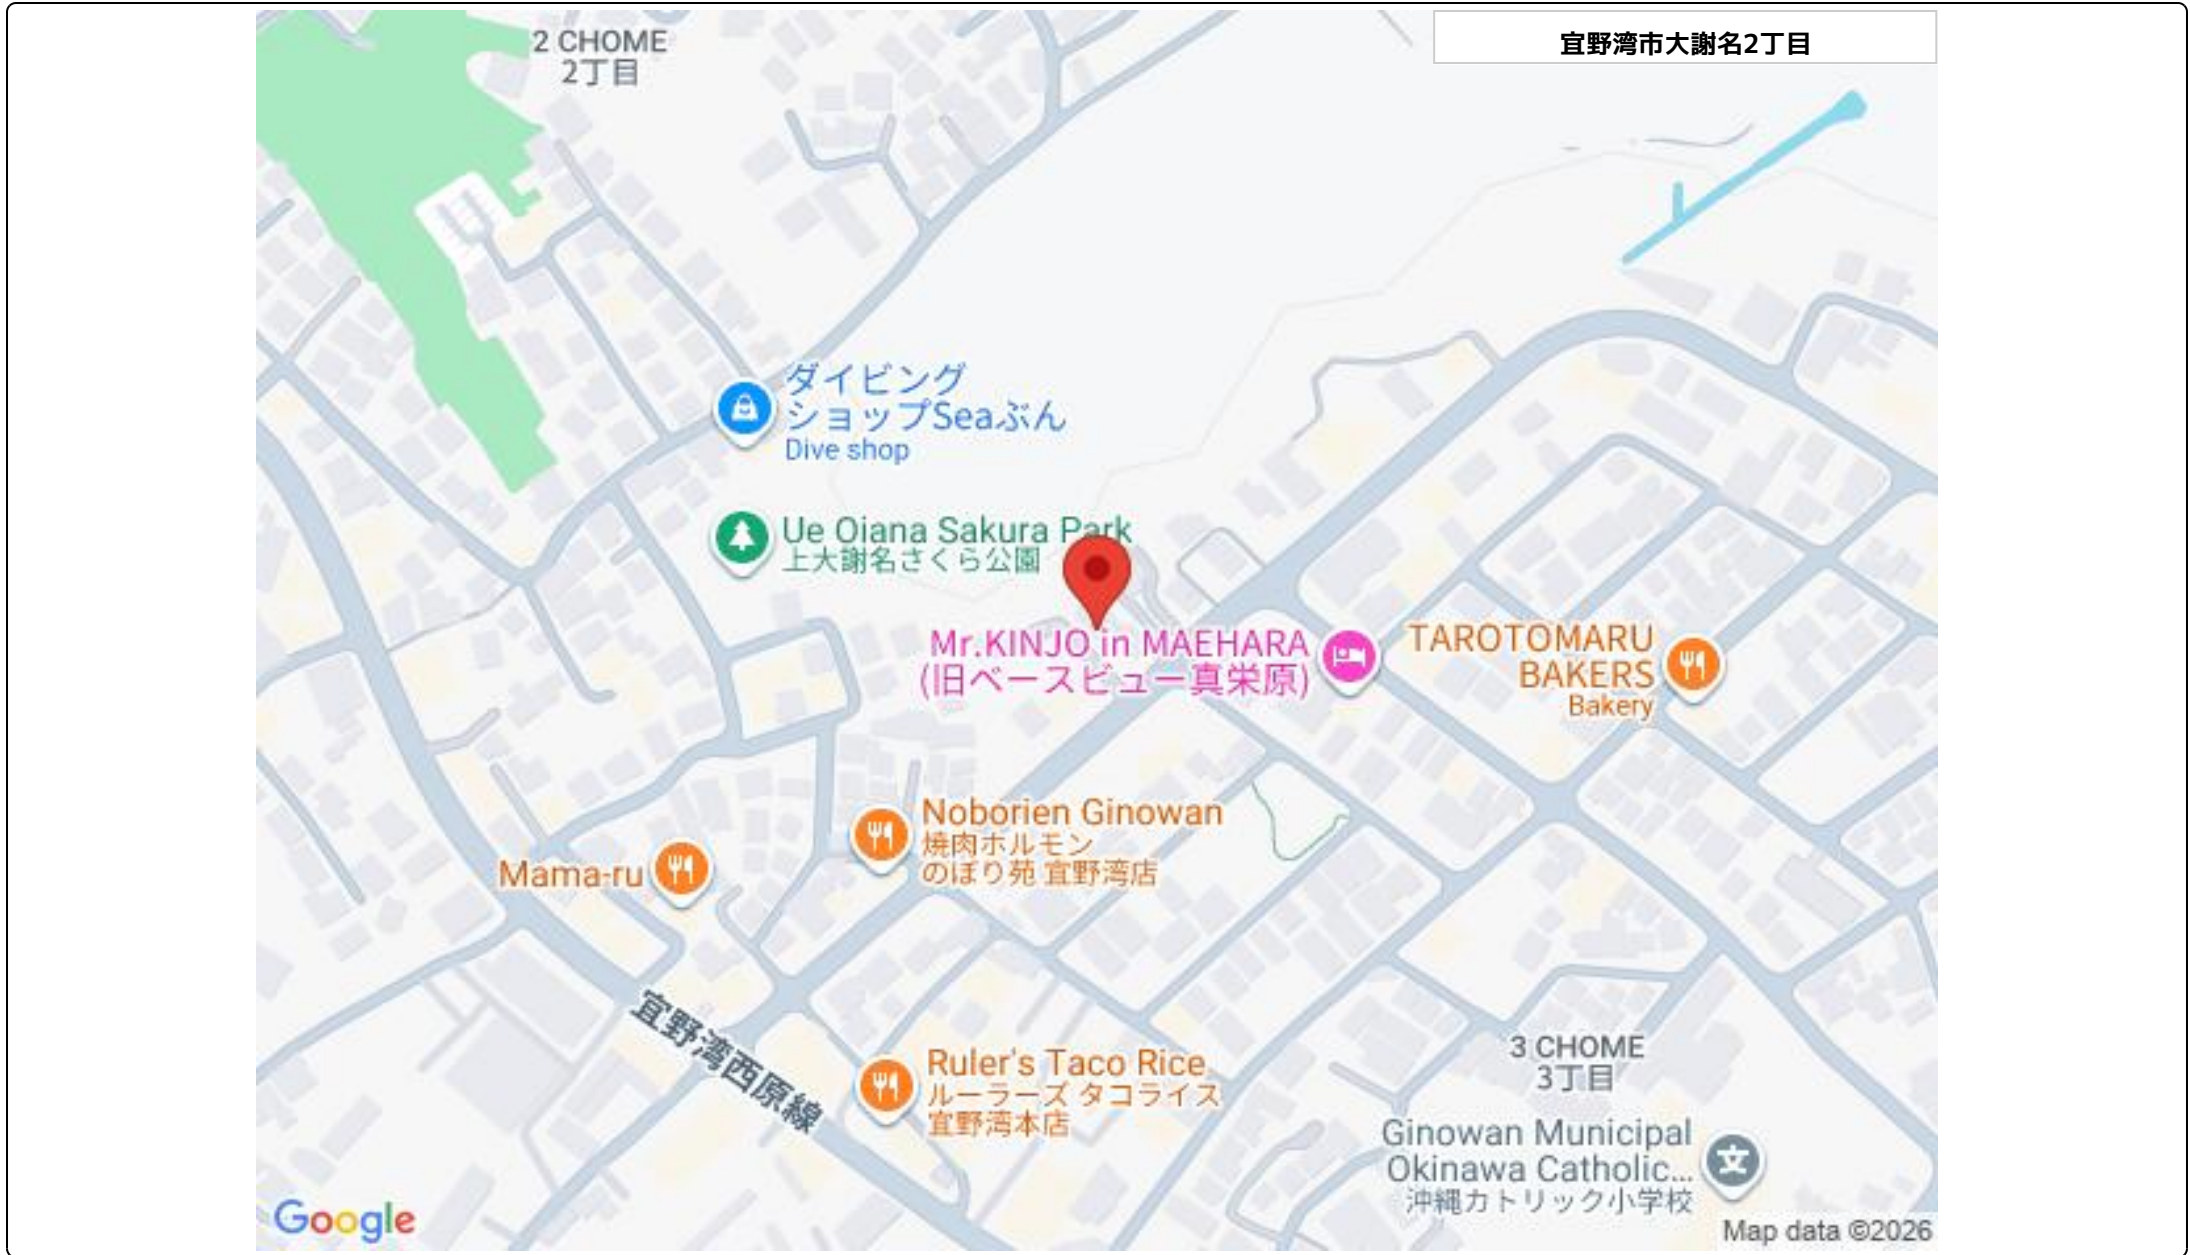 2 CHOME
2丁目
宜野湾市大謝名2丁目
ダイビング
ショップSeaぶん
Dive shop
Ue Oiana Sakura Park
上大謝名さくら公園
Mr.KINJO in MAEHARA
(旧ベースビュー真栄原)
TAROTOMARU
BAKERS
Bakery
Noborien Ginowan
焼肉ホルモン
のぼり苑 宜野湾店
Mama-ru
宜野湾西原線
Ruler's Taco Rice
ルーラーズ タコライス
宜野湾本店
3 CHOME
3丁目
Ginowan Municipal
Okinawa Catholic...
沖縄カトリック小学校
文
Google
Map data ©2026